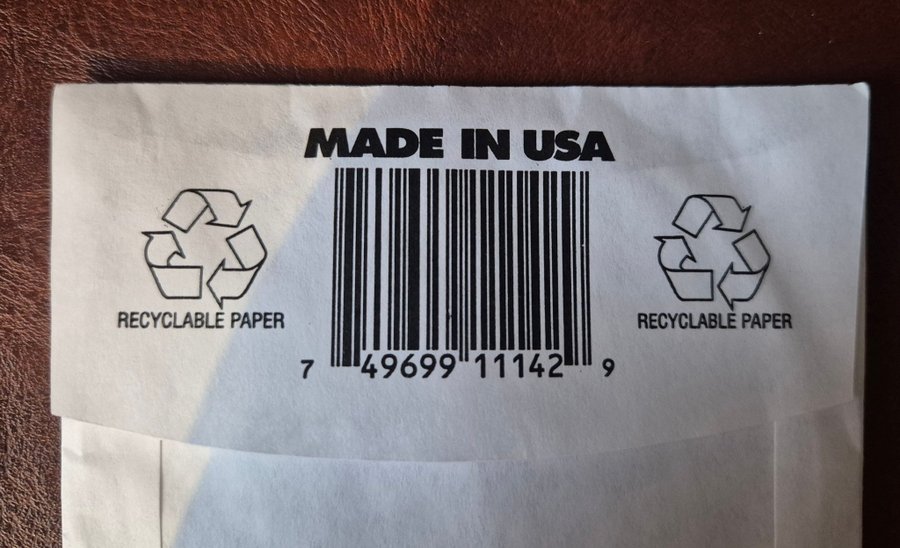 MADE IN USA
RECYCLABLE PAPER
RECYCLABLE PAPER
7 49699 11142 9